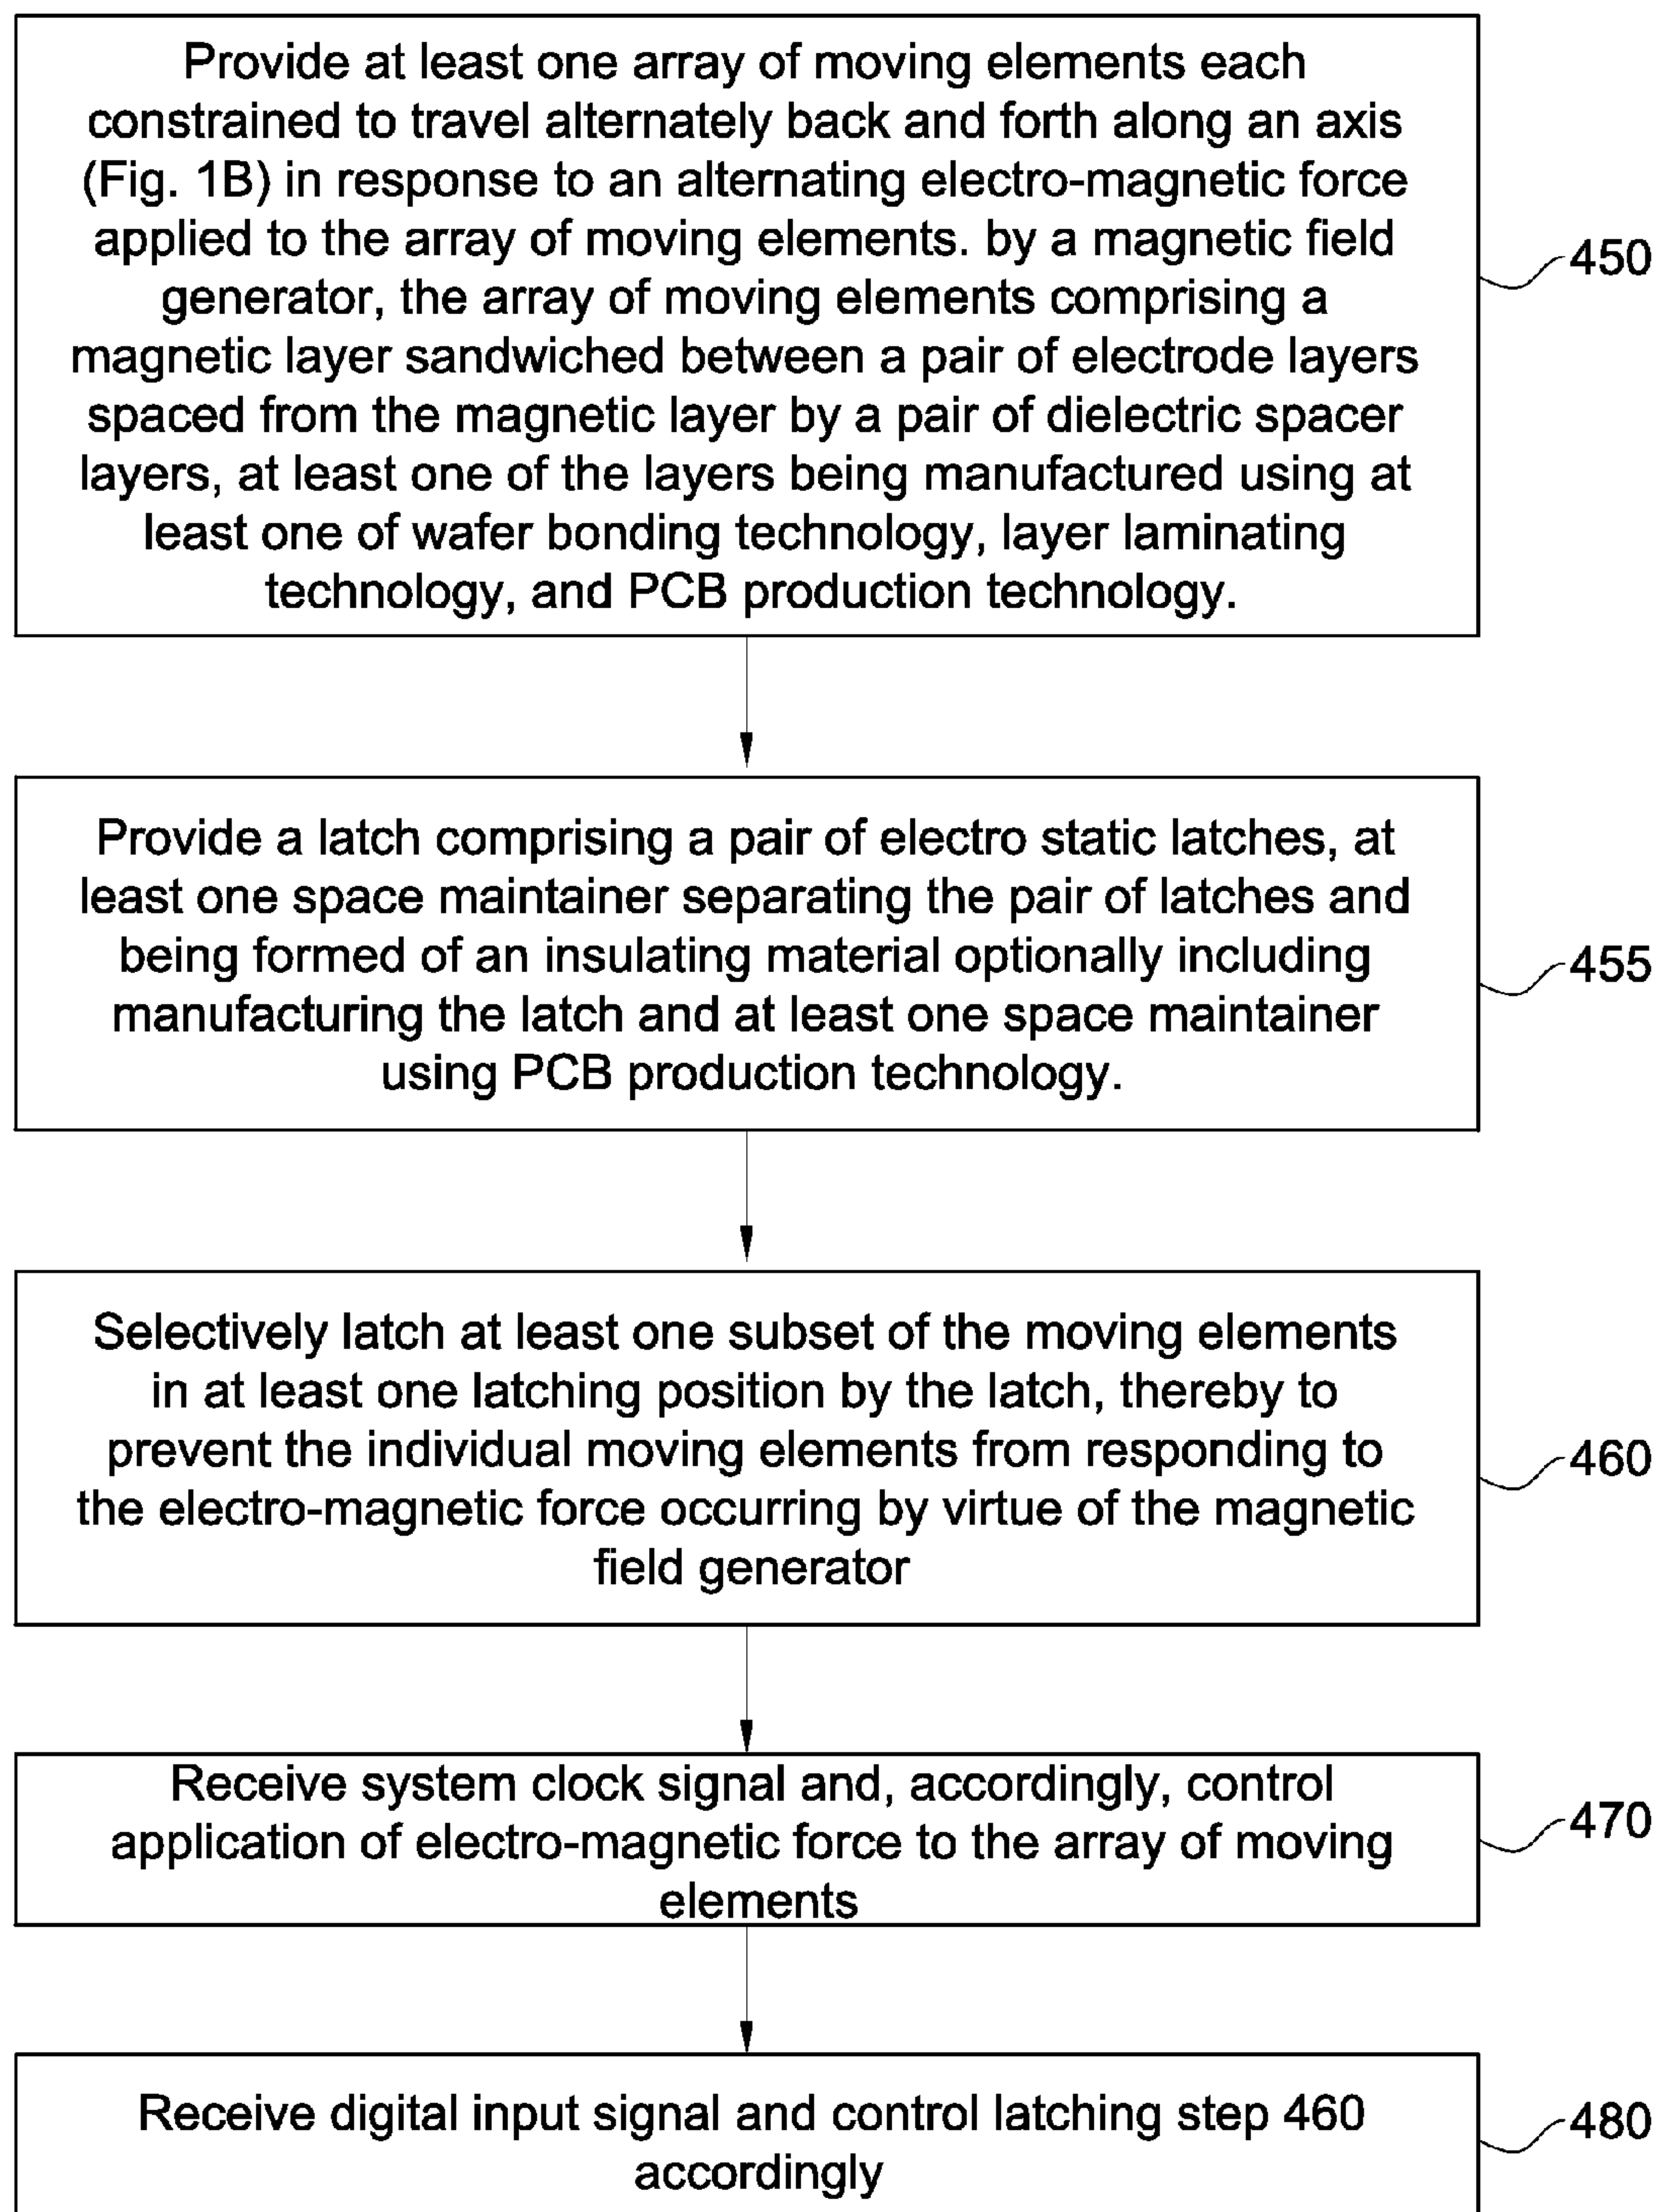 Provide at least one array of moving elements each
constrained to travel alternately back and forth along an axis
(Fig. 1B) in response to an alternating electro-magnetic force
applied to the array of moving elements. by a magnetic field
generator, the array of moving elements comprising a
magnetic layer sandwiched between a pair of electrode layers
spaced from the magnetic layer by a pair of dielectric spacer
layers, at least one of the layers being manufactured using at
least one of wafer bonding technology, layer laminating
technology, and PCB production technology.
450
Provide a latch comprising a pair of electro static latches, at
least one space maintainer separating the pair of latches and
being formed of an insulating material optionally including
manufacturing the latch and at least one space maintainer
using PCB production technology.
455
Selectively latch at least one subset of the moving elements
in at least one latching position by the latch, thereby to
prevent the individual moving elements from responding to
the electro-magnetic force occurring by virtue of the magnetic
field generator
460
Receive system clock signal and, accordingly, control
application of electro-magnetic force to the array of moving
elements
470
Receive digital input signal and control latching step 460
accordingly
480